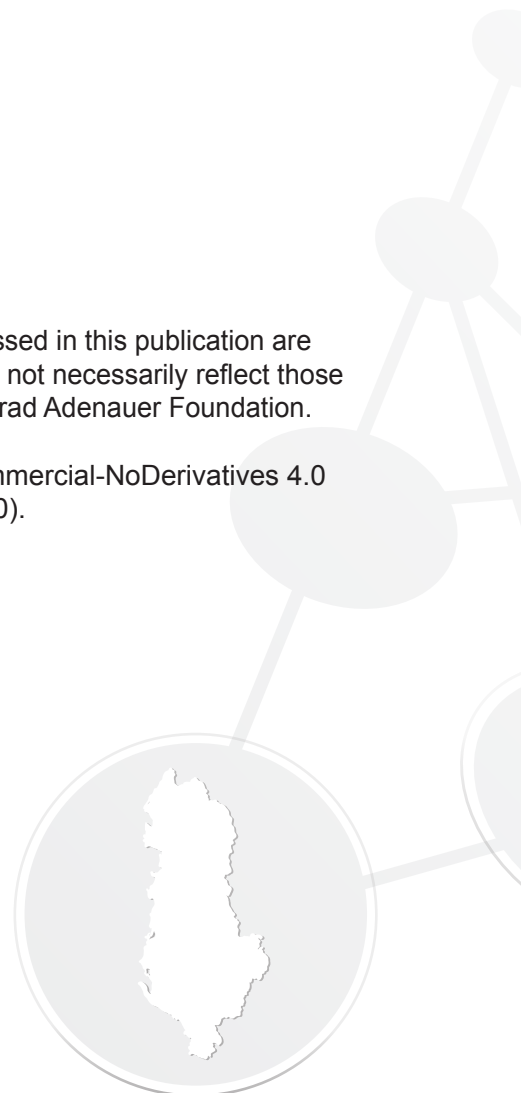 ssed in this publication are
not necessarily reflect those
rad Adenauer Foundation.
mmercial-NoDerivatives 4.0
0).